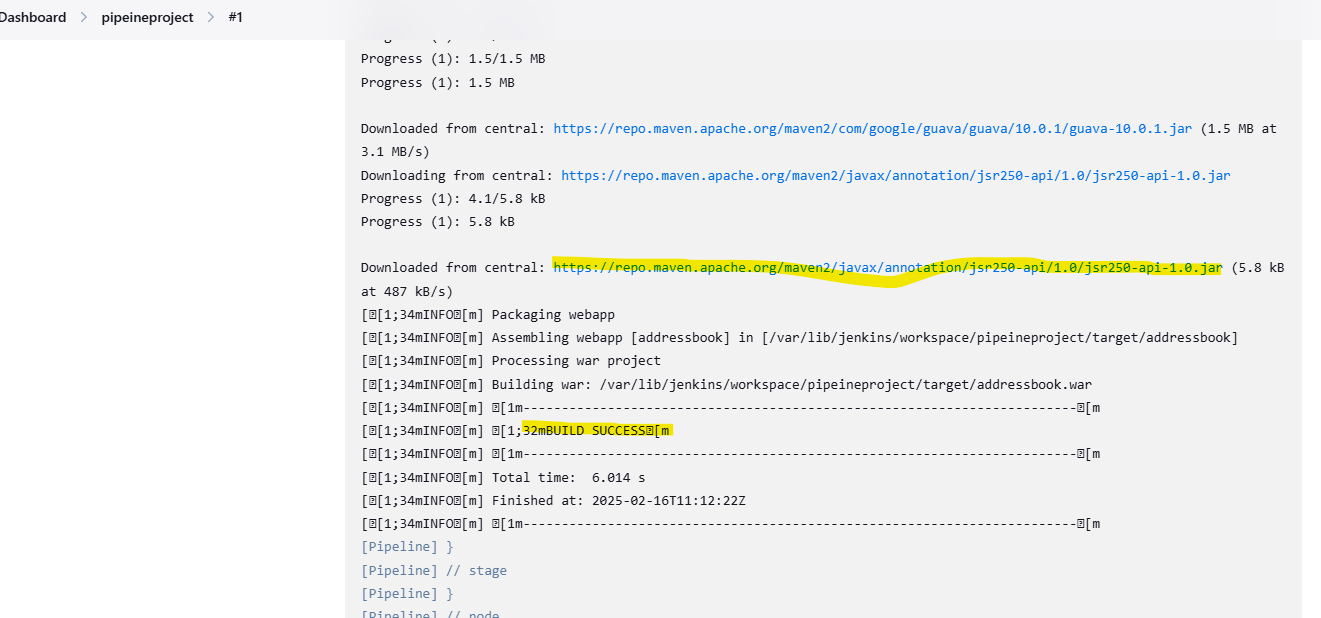 Dashboard > pipeineproject > #1
Progress (1): 1.5/1.5 MB
Progress (1): 1.5 MB
Downloaded from central: https://repo.maven.apache.org/maven2/com/google/guava/guava/10.0.1/guava-10.0.1.jar (1.5 MB at
3.1 MB/s)
Downloading from central: https://repo.maven.apache.org/maven2/javax/annotation/jsr250-api/1.0/jsr250-api-1.0.jar
Progress (1): 4.1/5.8 kB
Progress (1): 5.8 kB
Downloaded from central: https://repo.maven.apache.org/maven2/javax/annotation/jsr250-api/1.0/jsr250-api-1.0.jar (5.8 kB
at 487 kB/s)
[␛[1;34mINFO␛[m] Packaging webapp
[␛[1;34mINFO␛[m] Assembling webapp [addressbook] in [/var/lib/jenkins/workspace/pipeineproject/target/addressbook]
[␛[1;34mINFO␛[m] Processing war project
[␛[1;34mINFO␛[m] Building war: /var/lib/jenkins/workspace/pipeineproject/target/addressbook.war
[␛[1;34mINFO␛[m] ␛[1m------------------------------------------------------------------------␛[m
[␛[1;34mINFO␛[m] ␛[1;32mBUILD SUCCESS␛[m
[␛[1;34mINFO␛[m] ␛[1m------------------------------------------------------------------------␛[m
[␛[1;34mINFO␛[m] Total time:  6.014 s
[␛[1;34mINFO␛[m] Finished at: 2025-02-16T11:12:22Z
[␛[1;34mINFO␛[m] ␛[1m------------------------------------------------------------------------␛[m
[Pipeline] }
[Pipeline] // stage
[Pipeline] }
[Pipeline] // node